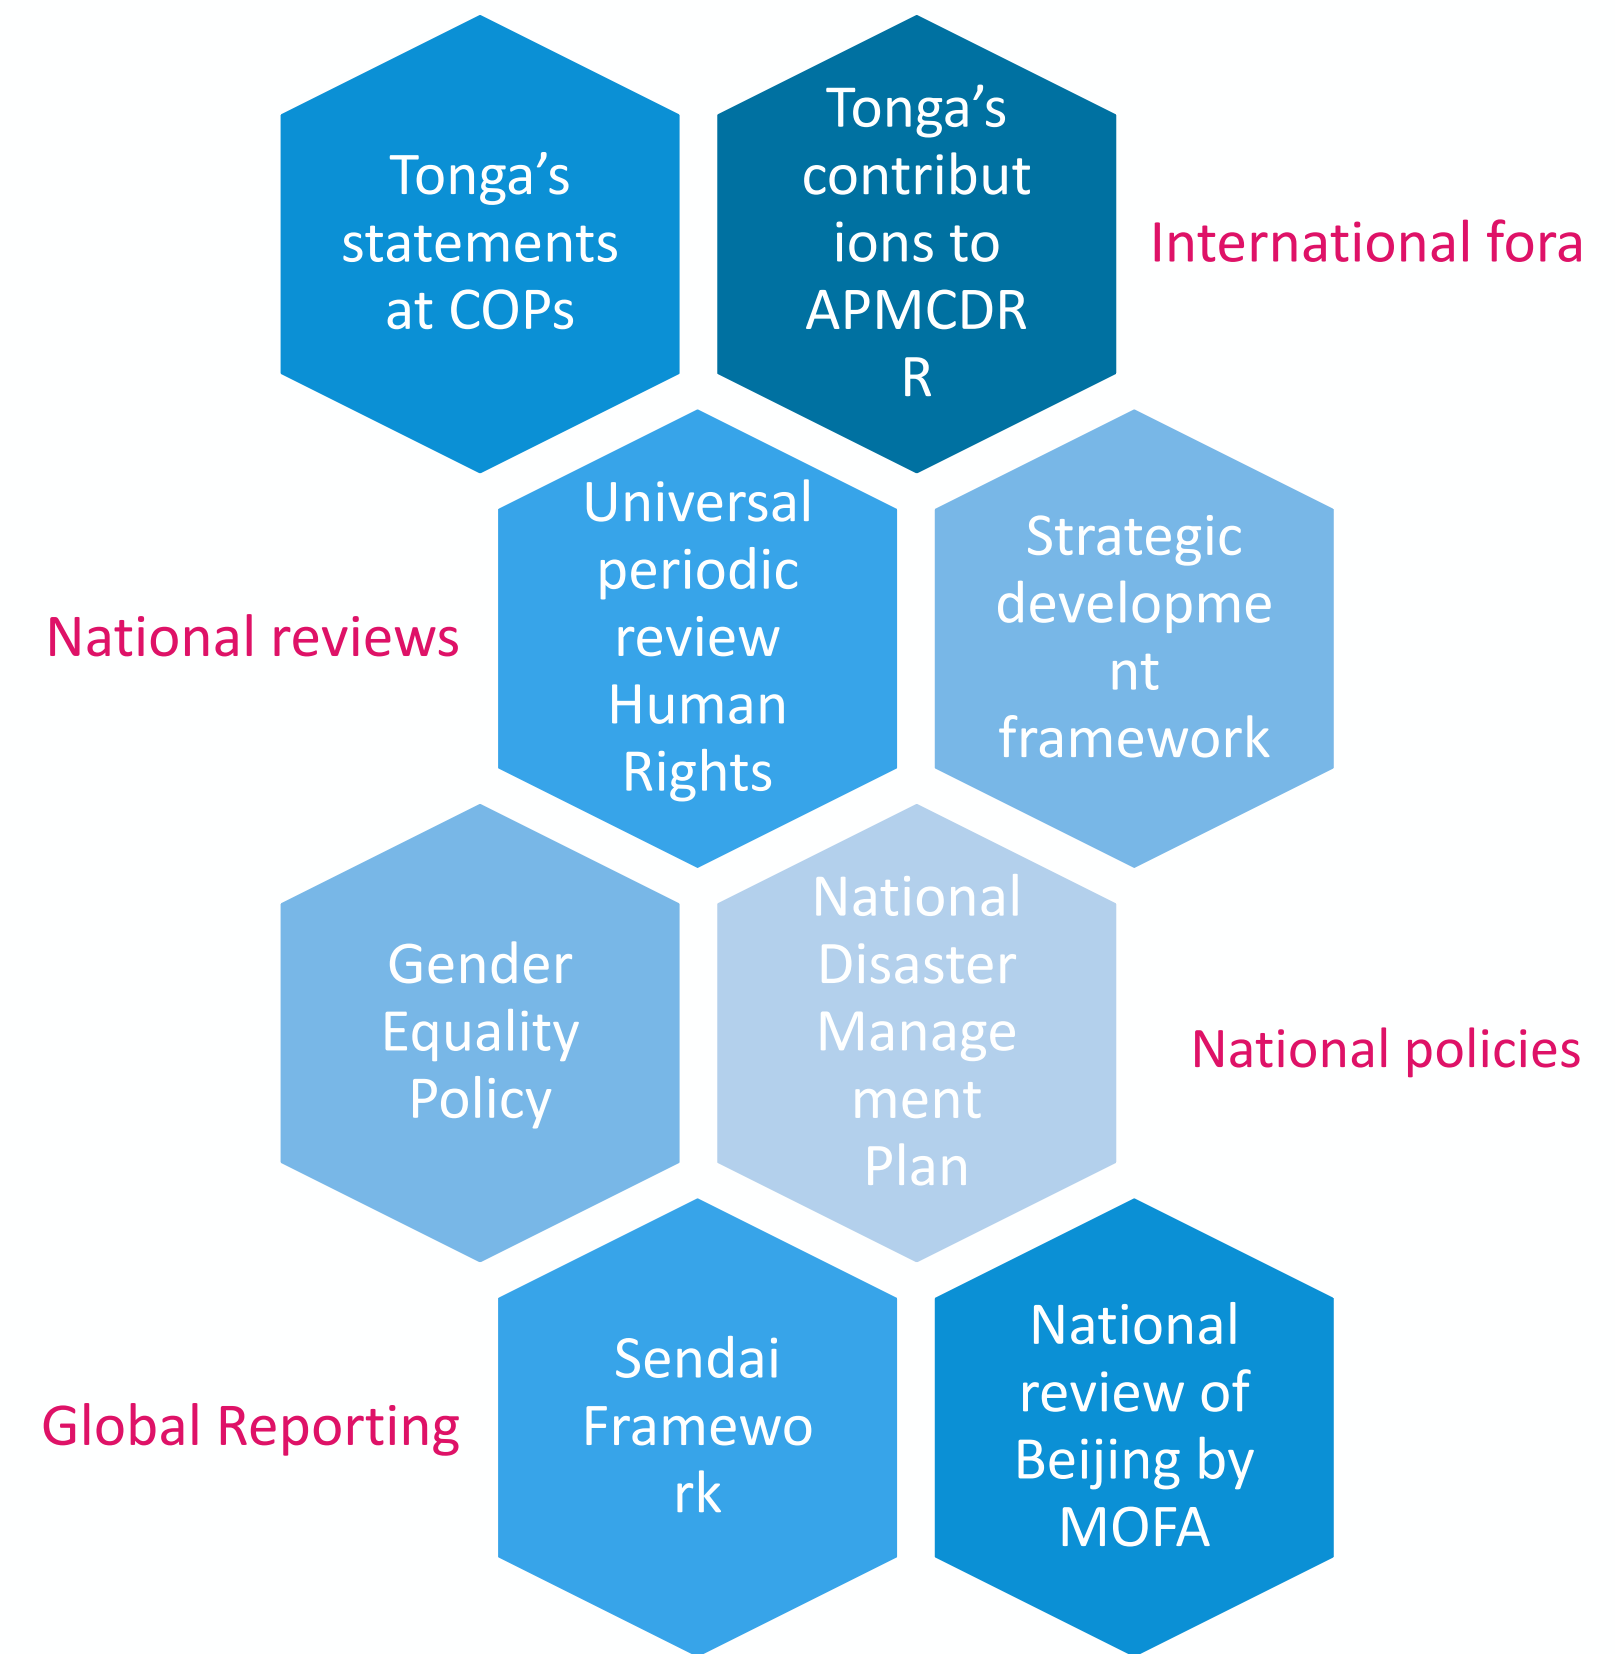 Tonga’s
statements
at COPs
Tonga’s
contribut
ions to
APMCDR
R
International fora
National reviews
Universal
periodic
review
Human
Rights
Strategic
developme
nt
framework
Gender
Equality
Policy
National
Disaster
Manage
ment
Plan
National policies
Global Reporting
Sendai
Framewo
rk
National
review of
Beijing by
MOFA